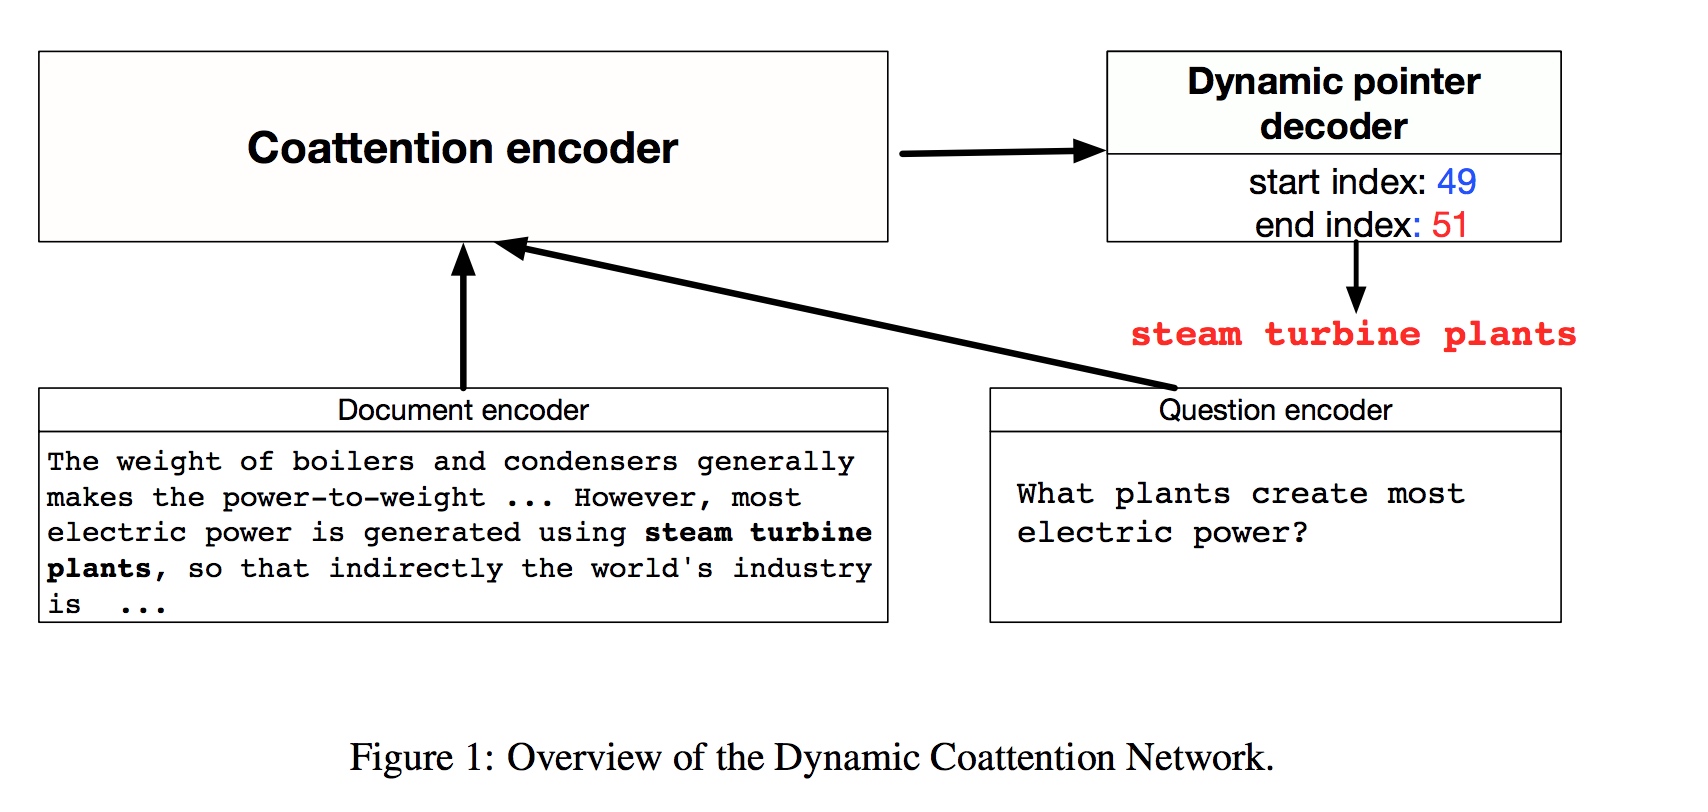 Coattention encoder
Dynamic pointer
decoder
start index: 49
end index: 51
steam turbine plants
Document encoder
The weight of boilers and condensers generally
makes the power-to-weight ... However, most
electric power is generated using steam turbine
plants, so that indirectly the world's industry
is ...
Question encoder
What plants create most
electric power?
Figure 1: Overview of the Dynamic Coattention Network.